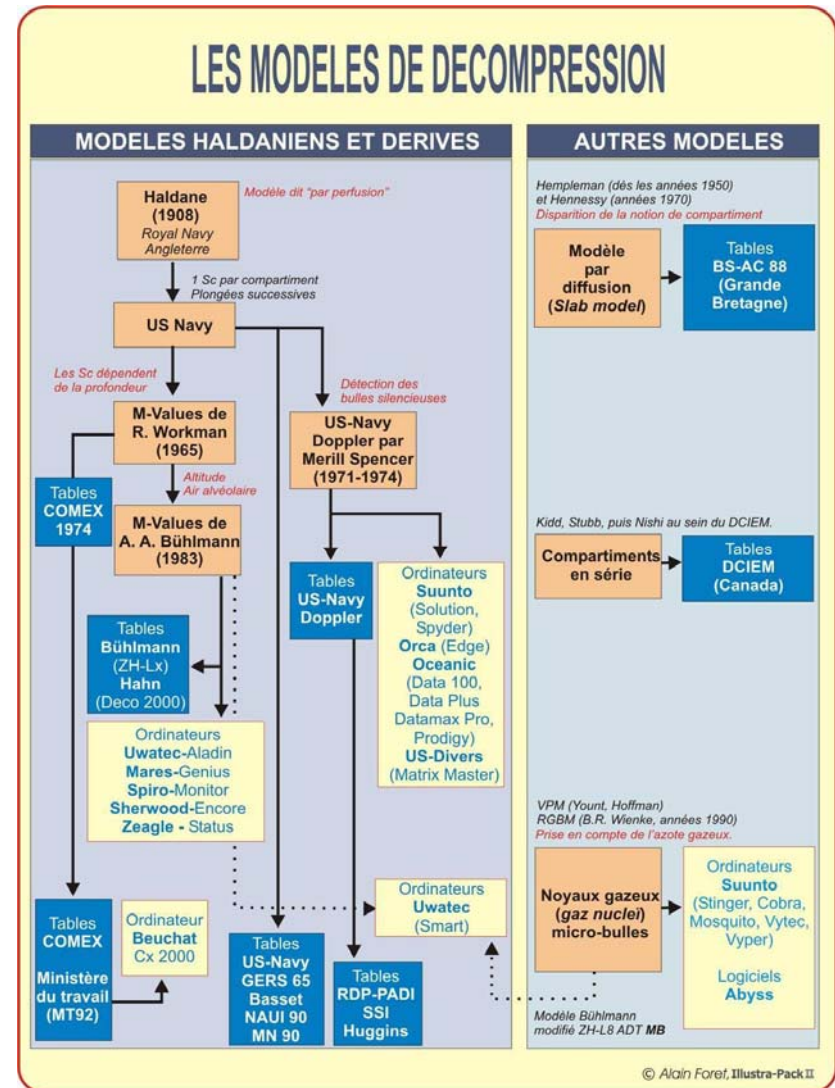 LES MODELES DE DECOMPRESSION
MODELES HALDANIENS ET DERIVES
Haldane
(1908)
Royal Navy
Angleterre
Modèle dit "par perfusion"
1 Sc par compartiment
Plongées successives
US Navy
Les Sc dépendent
de la profondeur
Détection des
bulles silencieuses
M-Values de
R. Workman
(1965)
US-Navy
Doppler par
Merill Spencer
(1971-1974)
Altitude
Air alvéolaire
Tables
COMEX
1974
M-Values de
A. A. Bühlmann
(1983)
Tables
US-Navy
Doppler
Ordinateurs
Suunto
(Solution,
Spyder)
Orca (Edge)
Oceanic
(Data 100,
Data Plus
Datamax Pro,
Prodigy)
US-Divers
(Matrix Master)
Tables
Bühlmann
(ZH-Lx)
Hahn
(Deco 2000)
Ordinateurs
Uwatec-Aladin
Mares-Genius
Spiro-Monitor
Sherwood-Encore
Zeagle - Status
Ordinateurs
Uwatec
(Smart)
Tables
COMEX
Ministère
du travail
(MT92)
Ordinateur
Beuchat
Cx 2000
Tables
US-Navy
GERS 65
Basset
NAUI 90
MN 90
Tables
RDP-PADI
SSI
Huggins
AUTRES MODELES
Hempleman (dès les années 1950)
et Hennessy (années 1970)
Disparition de la notion de compartiment
Modèle
par
diffusion
(Slab model)
Tables
BS-AC 88
(Grande
Bretagne)
Kidd, Stubb, puis Nishi au sein du DCIEM.
Compartiments
en série
Tables
DCIEM
(Canada)
VPM (Yount, Hoffman)
RGBM (B.R. Wienke, années 1990)
Prise en compte de l'azote gazeux.
Noyaux gazeux
(gaz nucleï)
micro-bulles
Ordinateurs
Suunto
(Stinger, Cobra,
Mosquito, Vytec,
Vyper)
Logiciels
Abyss
Modèle Bühlmann
modifié ZH-L8 ADT MB
© Alain Foret, Illustra-Pack II